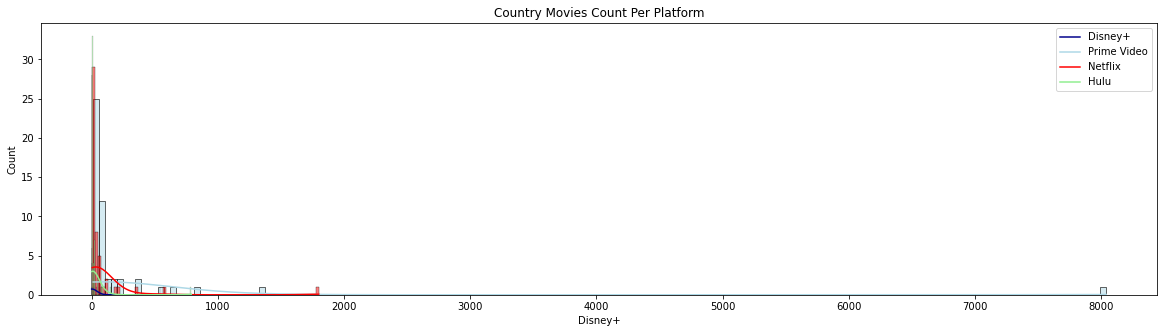 Country Movies Count Per Platform
Disney+
Prime Video
Netflix
Hulu
Count
30
25
20
15
10
5
0
0 1000 2000 3000 4000 5000 6000 7000 8000
Disney+